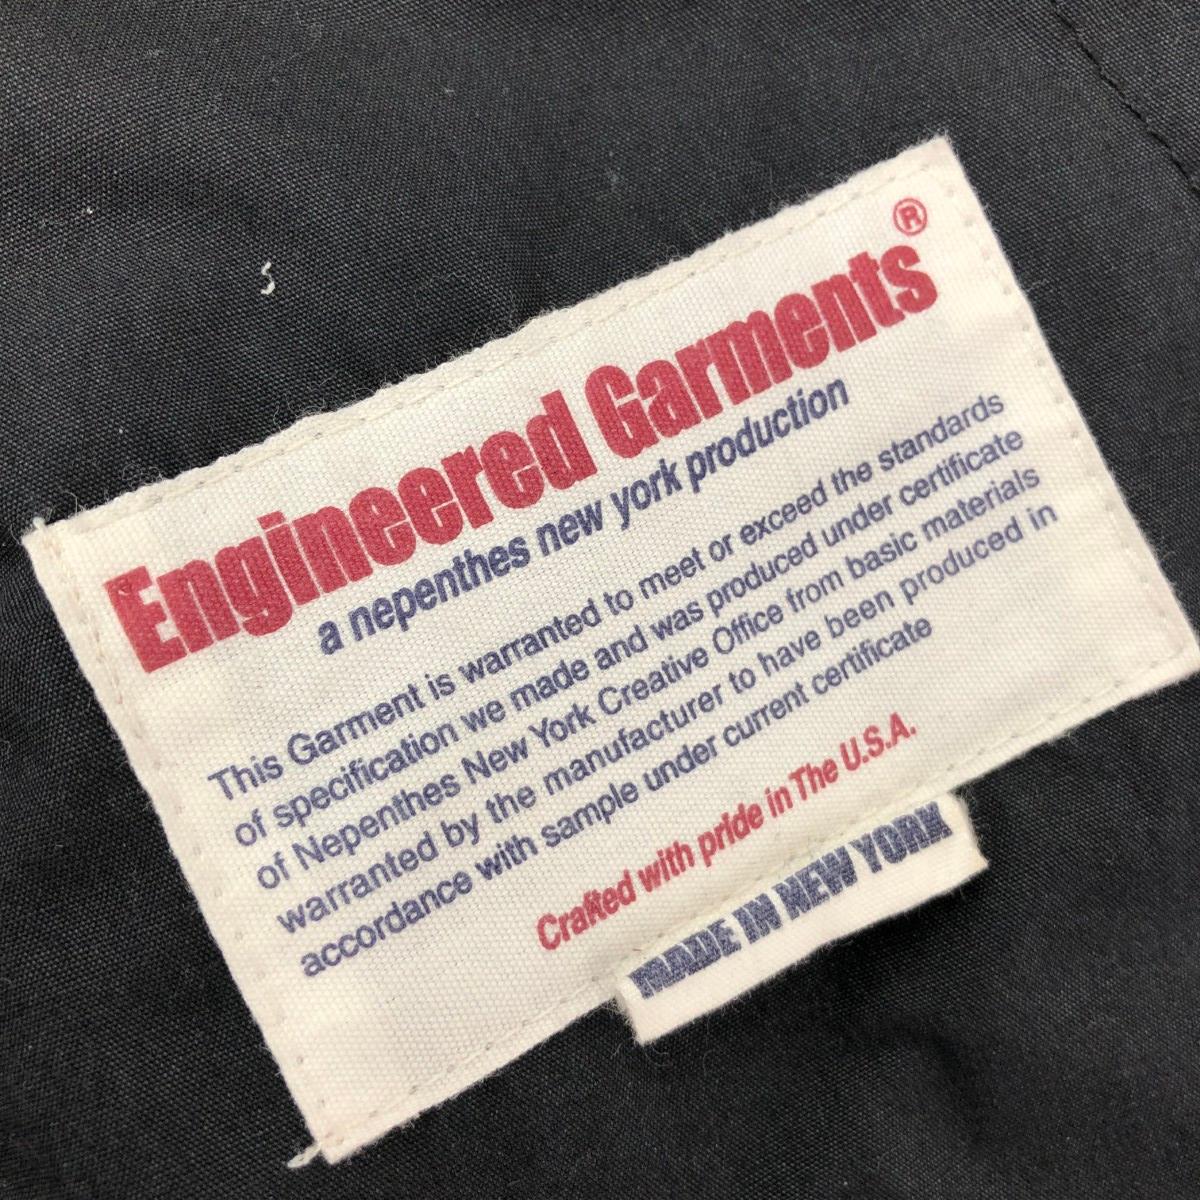 Engineered Garments®
a nepenthes new york production
This Garment is warranted to meet or exceed the standards
of specification we made and was produced under certificate
of Nepenthes New York Creative Office from basic materials
warranted by the manufacturer to have been produced in
accordance with sample under current certificate
Crafted with pride in The U.S.A.
MADE IN NEW YORK